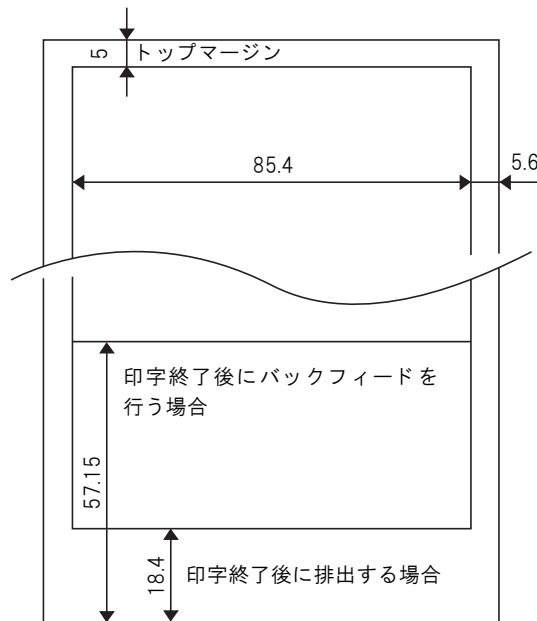 5
トップマージン
85.4
5.6
印字終了後にバックフィードを
行う場合
57.15
18.4
印字終了後に排出する場合